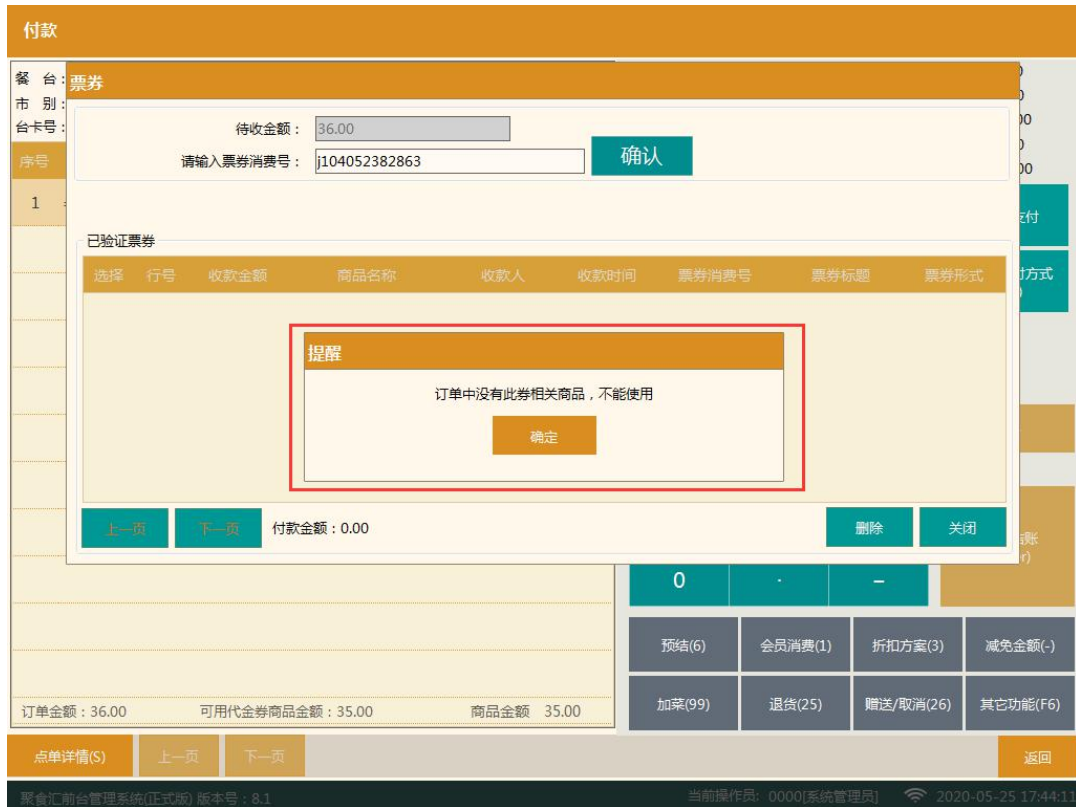 付款
餐 台：
市 别：
台卡号：
票券
待收金额： 36.00
请输入票券消费号： j104052382863
确认
00
00
序号
1
已验证票券
选择 行号 收款金额 商品名称 收款人 收款时间 票券消费号 票券标题 票券形式
支付
付方式
提醒
订单中没有此券相关商品，不能使用
确定
上一页 下一页 付款金额：0.00 删除 关闭
0 . −
预结(6) 会员消费(1) 折扣方案(3) 减免金额(-)
加菜(99) 退货(25) 赠送/取消(26) 其它功能(F6)
订单金额：36.00 可用代金券商品金额：35.00 商品金额 35.00
点单详情(S) 上一页 下一页 返回
聚食汇前台管理系统(正式版) 版本号：8.1 当前操作员: 0000[系统管理员] 2020-05-25 17:44:11